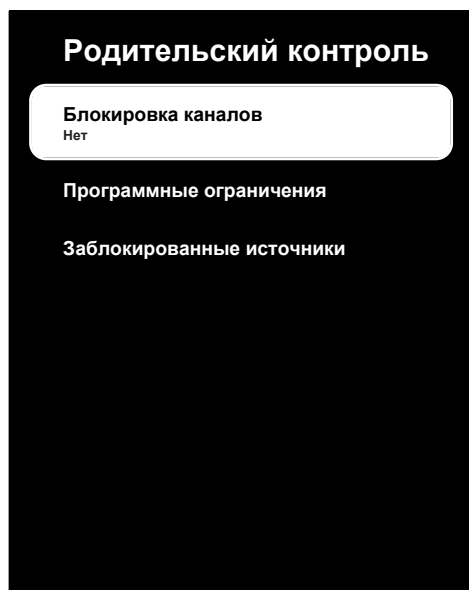 Родительский контроль
Блокировка каналов
Нет
Программные ограничения
Заблокированные источники